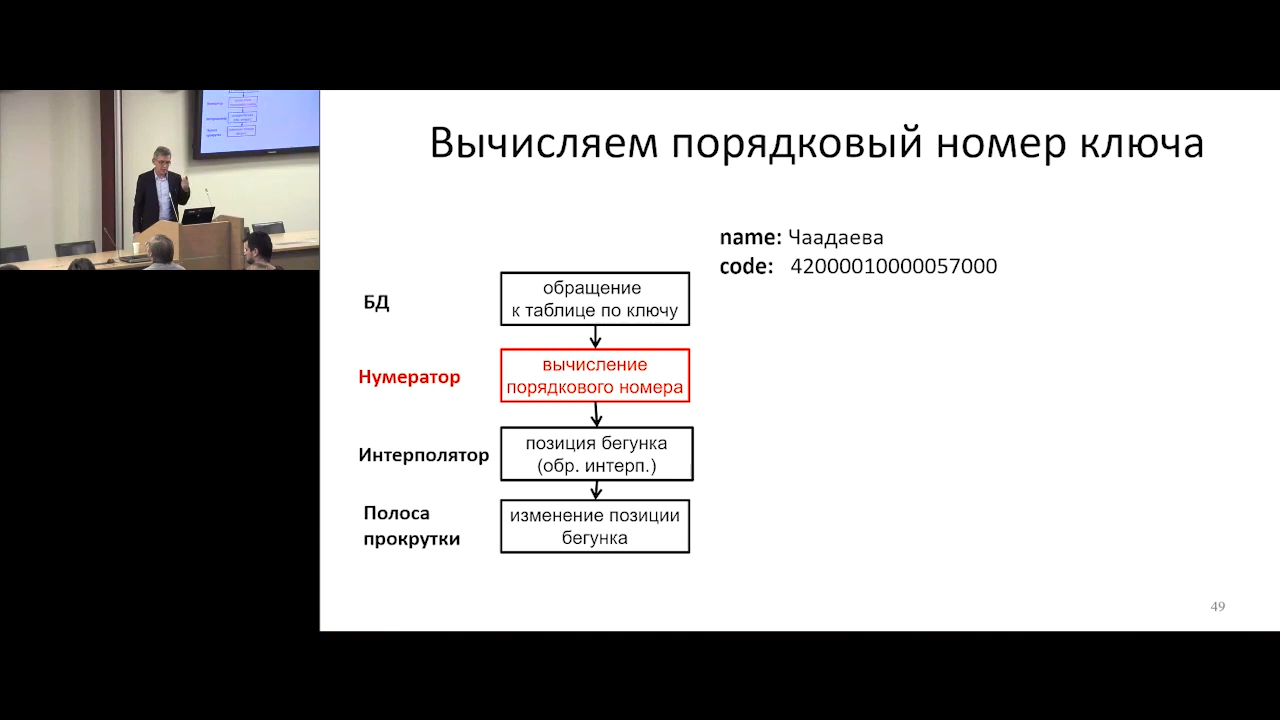 Вычисляем порядковый номер ключа
name: Чаадаева
code: 42000010000057000
БД
обращение
к таблице по ключу
Нумератор
вычисление
порядкового номера
Интерполятор
позиция бегунка
(обр. интерп.)
Полоса
прокрутки
изменение позиции
бегунка
49